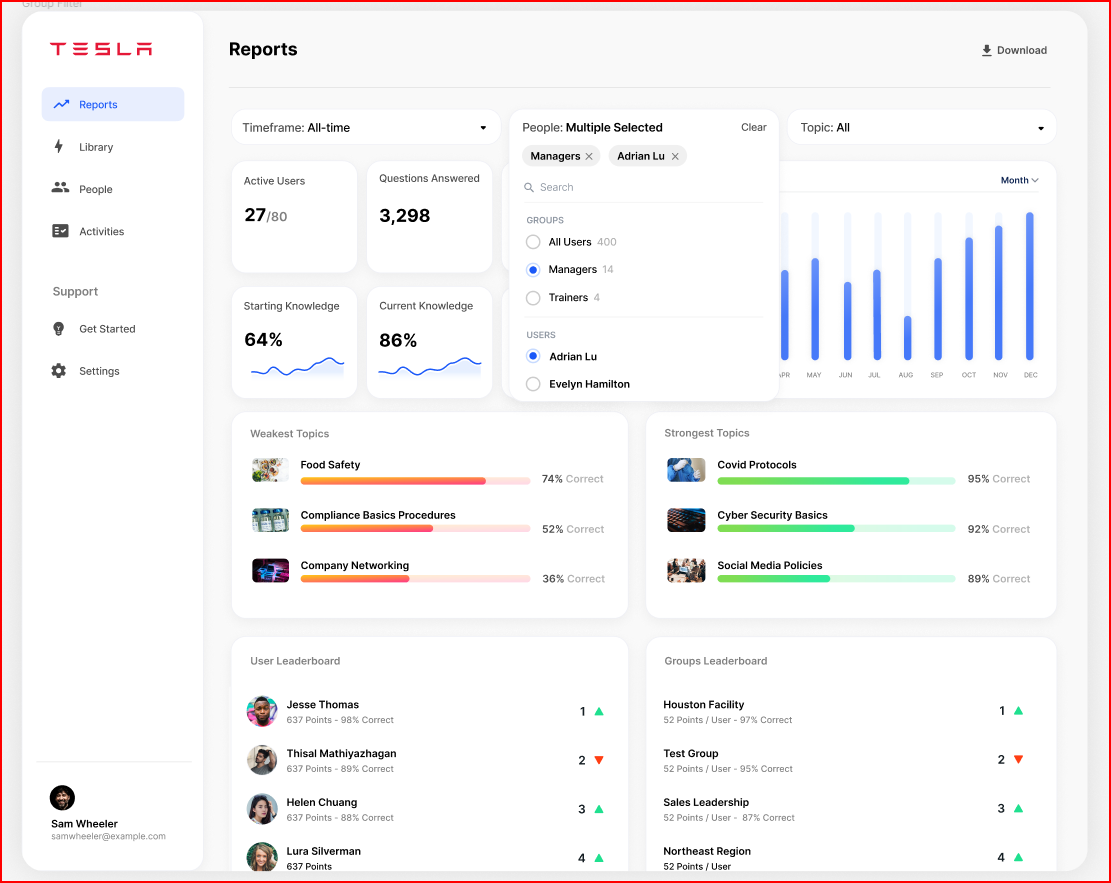 Group Filter
TESLA
Reports
Library
People
Activities
Support
Get Started
Settings
Sam Wheeler
samwheeler@example.com
Reports
Download
Timeframe: All-time
People: Multiple Selected
Clear
Managers
Adrian Lu
Search
GROUPS
All Users 400
Managers 14
Trainers 4
USERS
Adrian Lu
Evelyn Hamilton
Topic: All
Active Users
27/80
Questions Answered
3,298
Starting Knowledge
64%
Current Knowledge
86%
Month
MAY JUN JUL AUG SEP OCT NOV DEC
Weakest Topics
Food Safety
74% Correct
Compliance Basics Procedures
52% Correct
Company Networking
36% Correct
Strongest Topics
Covid Protocols
95% Correct
Cyber Security Basics
92% Correct
Social Media Policies
89% Correct
User Leaderboard
Jesse Thomas
637 Points - 98% Correct
1
Thisal Mathiyazhagan
637 Points - 89% Correct
2
Helen Chuang
637 Points - 88% Correct
3
Lura Silverman
637 Points
4
Groups Leaderboard
Houston Facility
52 Points / User - 97% Correct
1
Test Group
52 Points / User - 95% Correct
2
Sales Leadership
52 Points / User - 87% Correct
3
Northeast Region
52 Points / User
4